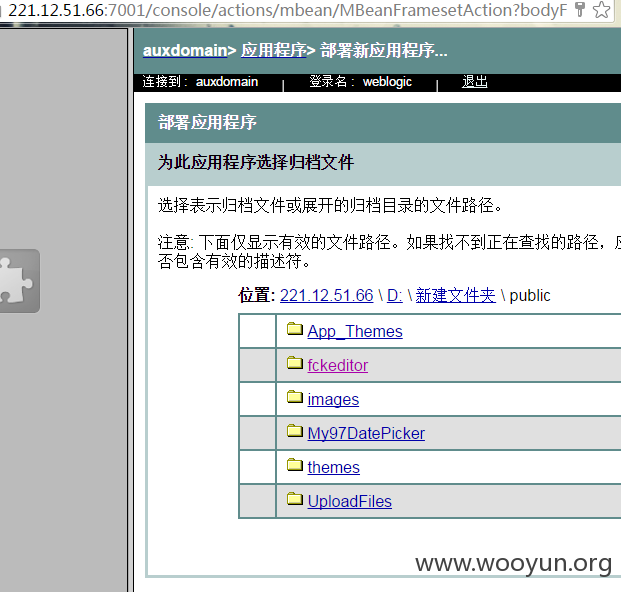 221.12.51.66:7001/console/actions/mbean/MBeanFramesetAction?bodyF
auxdomain> 应用程序> 部署新应用程序...
连接到: auxdomain | 登录名: weblogic | 退出
部署应用程序
为此应用程序选择归档文件
选择表示归档文件或展开的归档目录的文件路径。
注意: 下面仅显示有效的文件路径。如果找不到正在查找的路径，
否包含有效的描述符。
位置: 221.12.51.66 \ D: \ 新建文件夹 \ public
App_Themes
fckeditor
images
My97DatePicker
themes
UploadFiles
www.wooyun.org